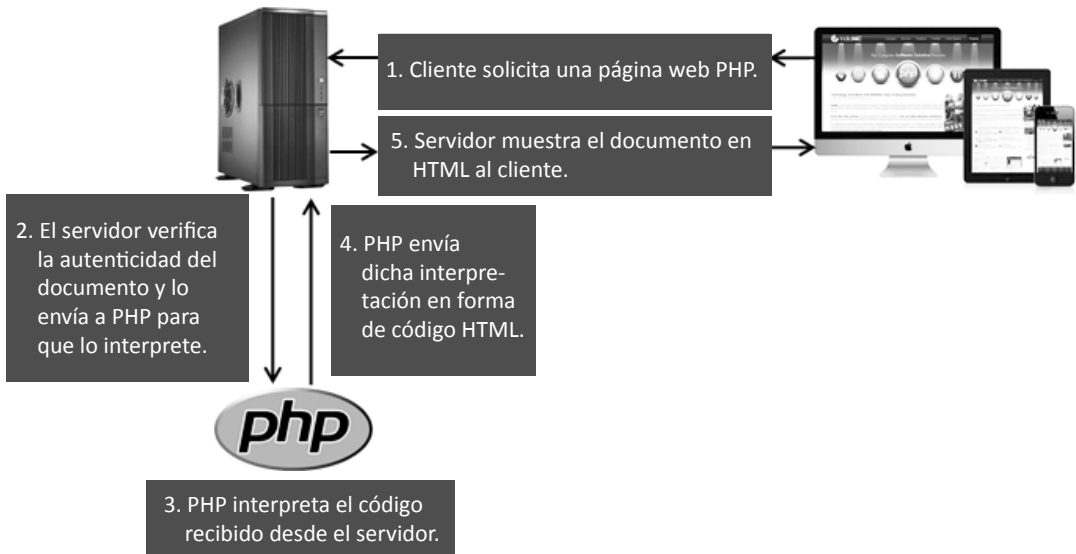 1. Cliente solicita una página web PHP.
5. Servidor muestra el documento en
HTML al cliente.
2. El servidor verifica
la autenticidad del
documento y lo
envía a PHP para
que lo interprete.
4. PHP envía
dicha interpre-
tación en forma
de código HTML.
php
3. PHP interpreta el código
recibido desde el servidor.
php